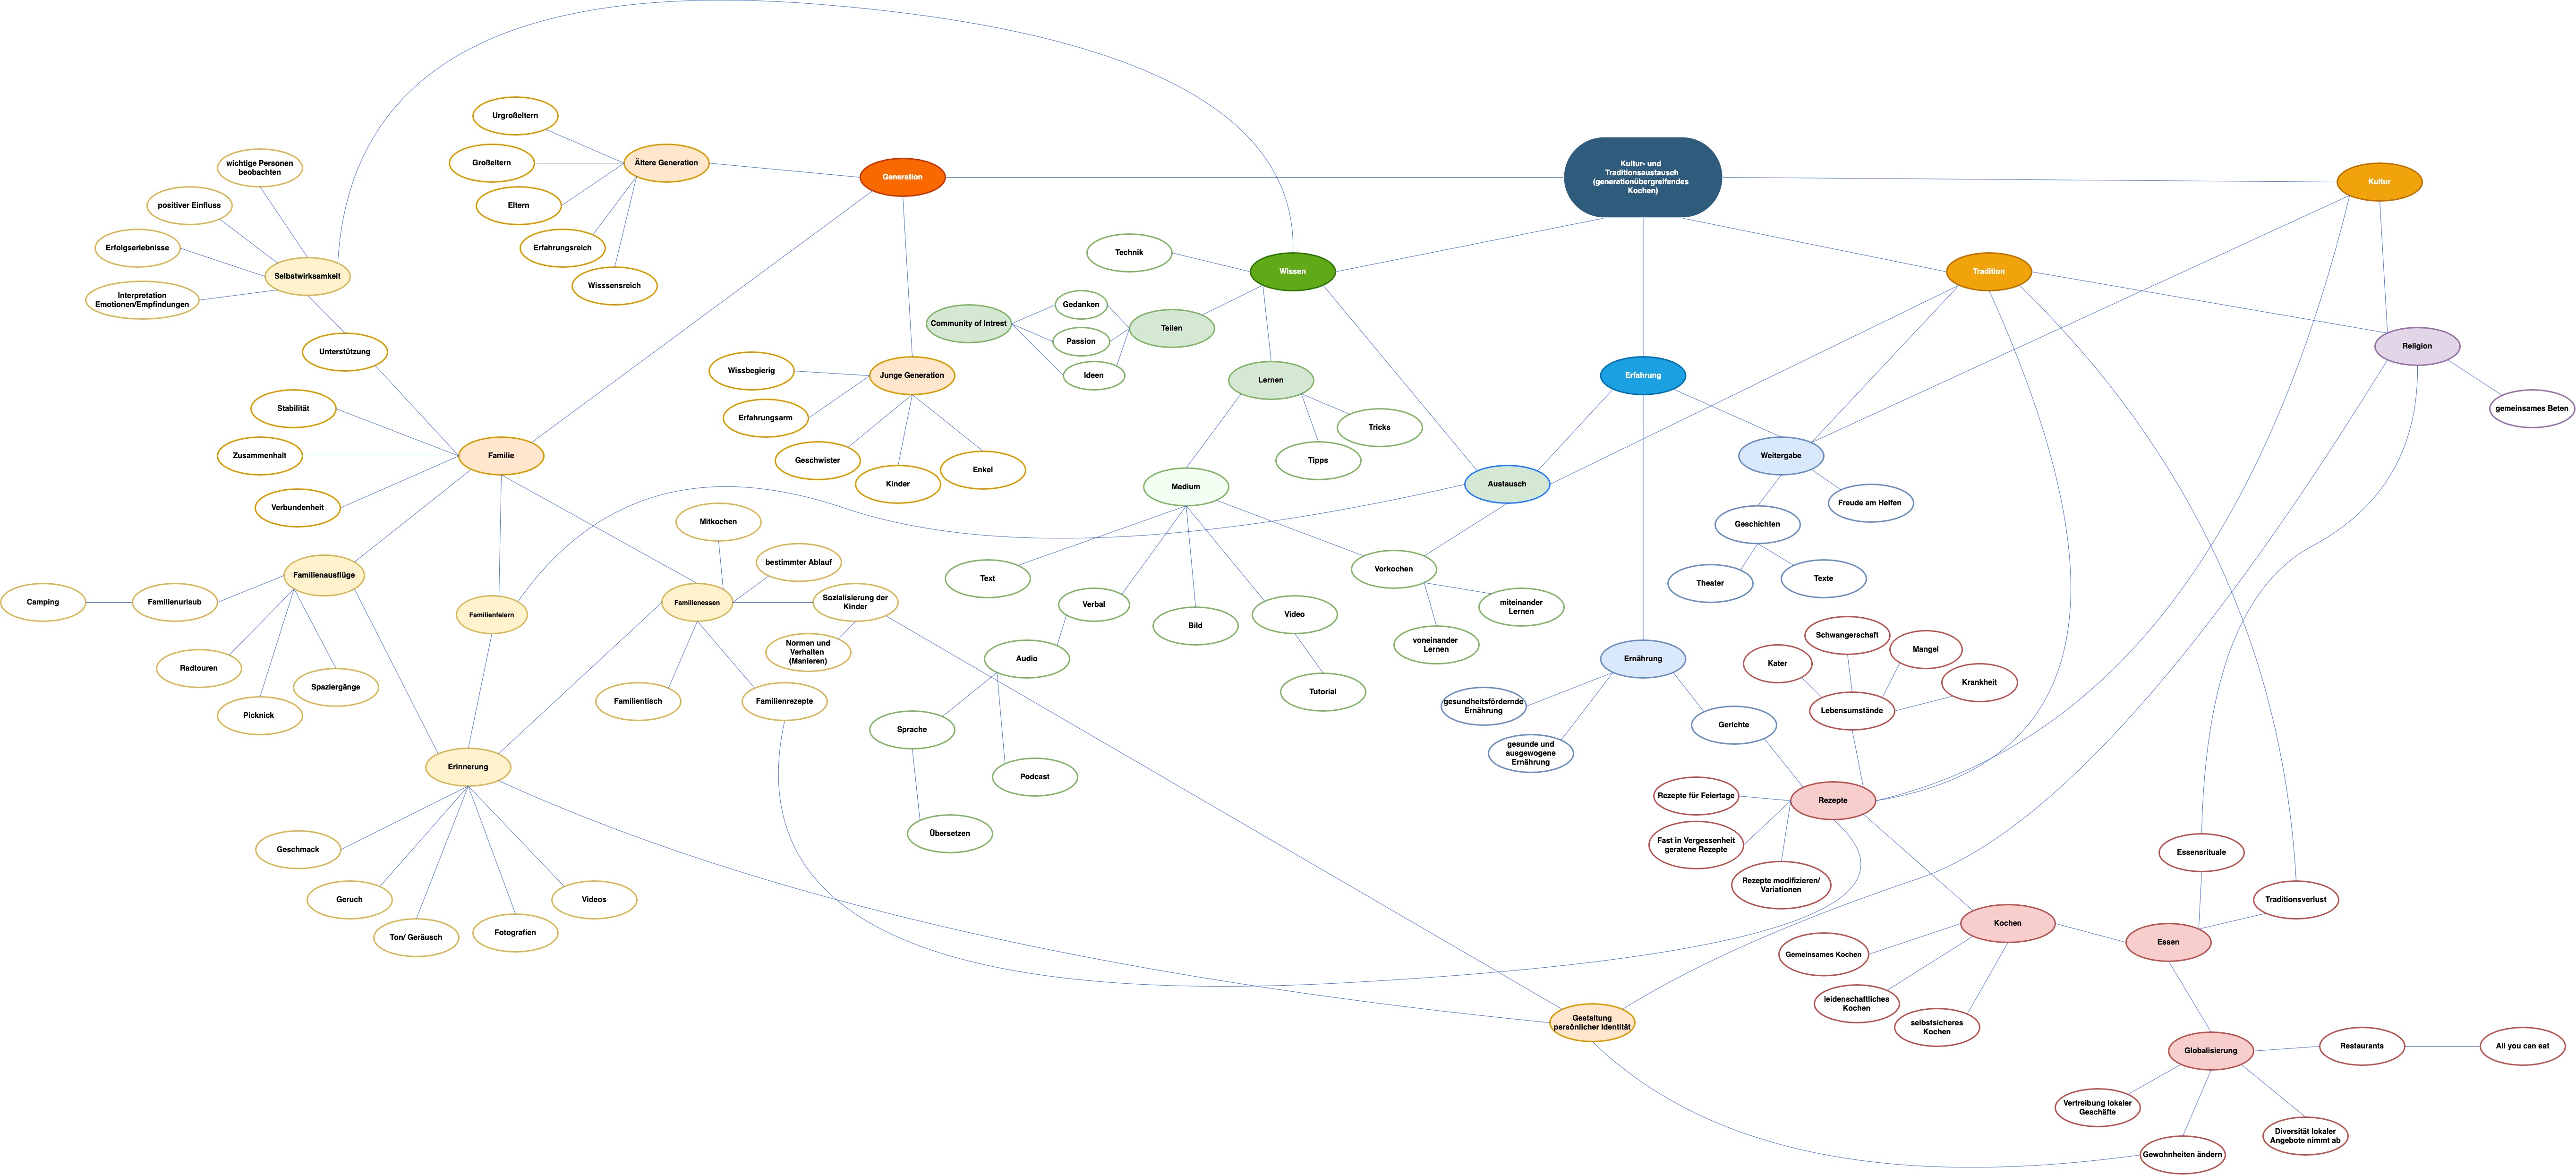 Kultur- und
Traditionsaustausch
(generationübergreifendes
Kochen)
Generation
Kultur
Ältere Generation
Urgroßeltern
Großeltern
Eltern
Erfahrungsreich
Wisssensreich
wichtige Personen
beobachten
positiver Einfluss
Erfolgserlebnisse
Interpretation
Emotionen/Empfindungen
Selbstwirksamkeit
Unterstützung
Stabilität
Zusammenhalt
Verbundenheit
Familie
Junge Generation
Wissbegierig
Erfahrungsarm
Geschwister
Kinder
Enkel
Wissen
Technik
Teilen
Gedanken
Passion
Ideen
Community of Intrest
Lernen
Tricks
Tipps
Medium
Text
Verbal
Bild
Video
Tutorial
Audio
Sprache
Podcast
Übersetzen
Vorkochen
miteinander
Lernen
voneinander
Lernen
Austausch
Erfahrung
Tradition
Religion
gemeinsames Beten
Weitergabe
Freude am Helfen
Geschichten
Theater
Texte
Familienausflüge
Familienurlaub
Camping
Radtouren
Picknick
Spaziergänge
Familienfeiern
Familienessen
Mitkochen
bestimmter Ablauf
Sozialisierung der
Kinder
Normen und
Verhalten
(Manieren)
Familientisch
Familienrezepte
Erinnerung
Geschmack
Geruch
Ton/ Geräusch
Fotografien
Videos
Ernährung
gesundheitsfördernde
Ernährung
gesunde und
ausgewogene
Ernährung
Gerichte
Schwangerschaft
Kater
Mangel
Krankheit
Lebensumstände
Rezepte
Rezepte für Feiertage
Fast in Vergessenheit
geratene Rezepte
Rezepte modifizieren/
Variationen
Kochen
Gemeinsames Kochen
leidenschaftliches
Kochen
selbstsicheres
Kochen
Essensrituale
Traditionsverlust
Essen
Gestaltung
persönlicher Identität
Globalisierung
Restaurants
All you can eat
Vertreibung lokaler
Geschäfte
Diversität lokaler
Angebote nimmt ab
Gewohnheiten ändern